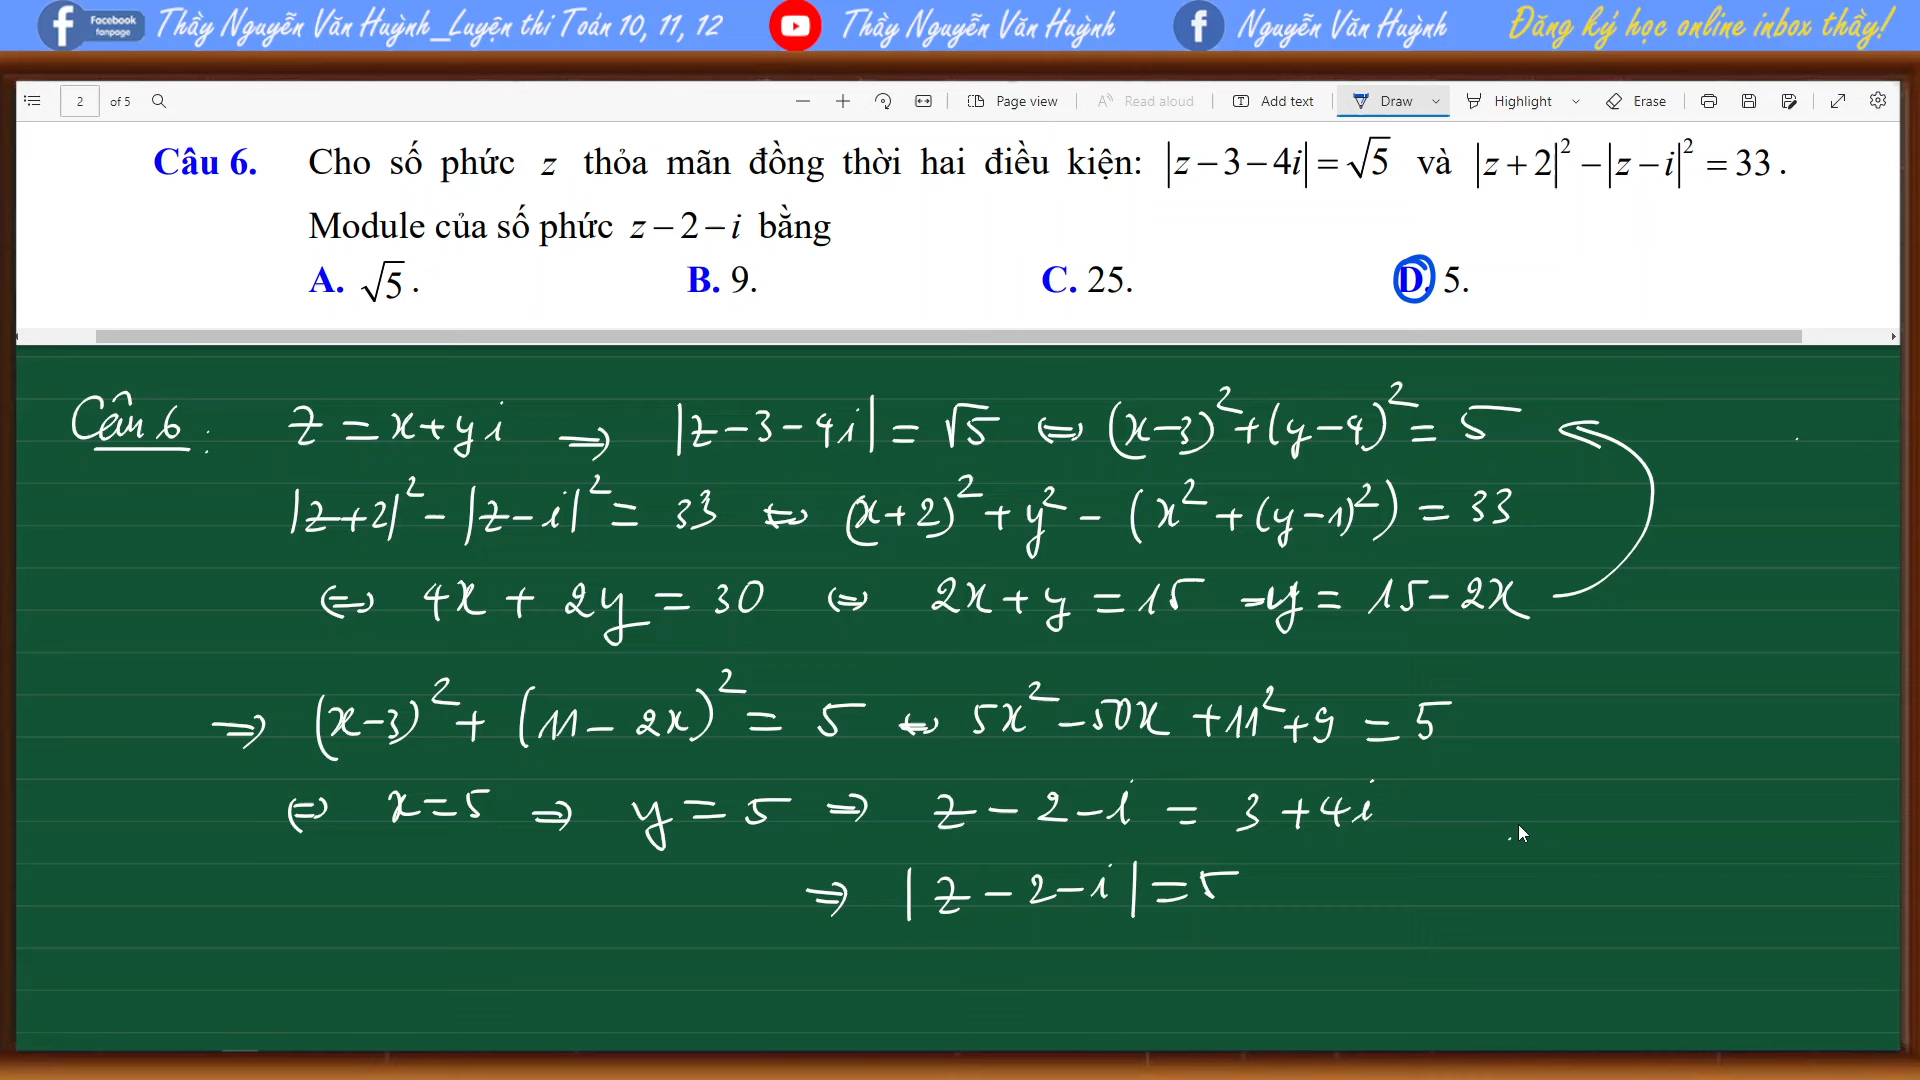 Facebook fanpage Thầy Nguyễn Văn Huỳnh_Luyện thi Toán 10, 11, 12 Thầy Nguyễn Văn Huỳnh Nguyễn Văn Huỳnh Đăng ký học online inbox thầy!
2 of 5 Page view Read aloud Add text Draw Highlight Erase
Câu 6. Cho số phức z thỏa mãn đồng thời hai điều kiện: |z − 3 − 4i| = √5 và |z + 2|² − |z − i|² = 33.
Module của số phức z − 2 − i bằng
A. √5. B. 9. C. 25. D. 5.
Câu 6: z = x + yi ⇒ |z − 3 − 4i| = √5 ⇔ (x−3)² + (y−4)² = 5
|z+2|² − |z−i|² = 33 ⇔ (x+2)² + y² − (x² + (y−1)²) = 33
⇔ 4x + 2y = 30 ⇔ 2x + y = 15 ⇒ y = 15 − 2x
⇒ (x−3)² + (11 − 2x)² = 5 ⇔ 5x² − 50x + 11² + 9 = 5
⇔ x = 5 ⇒ y = 5 ⇒ z − 2 − i = 3 + 4i
⇒ |z − 2 − i| = 5